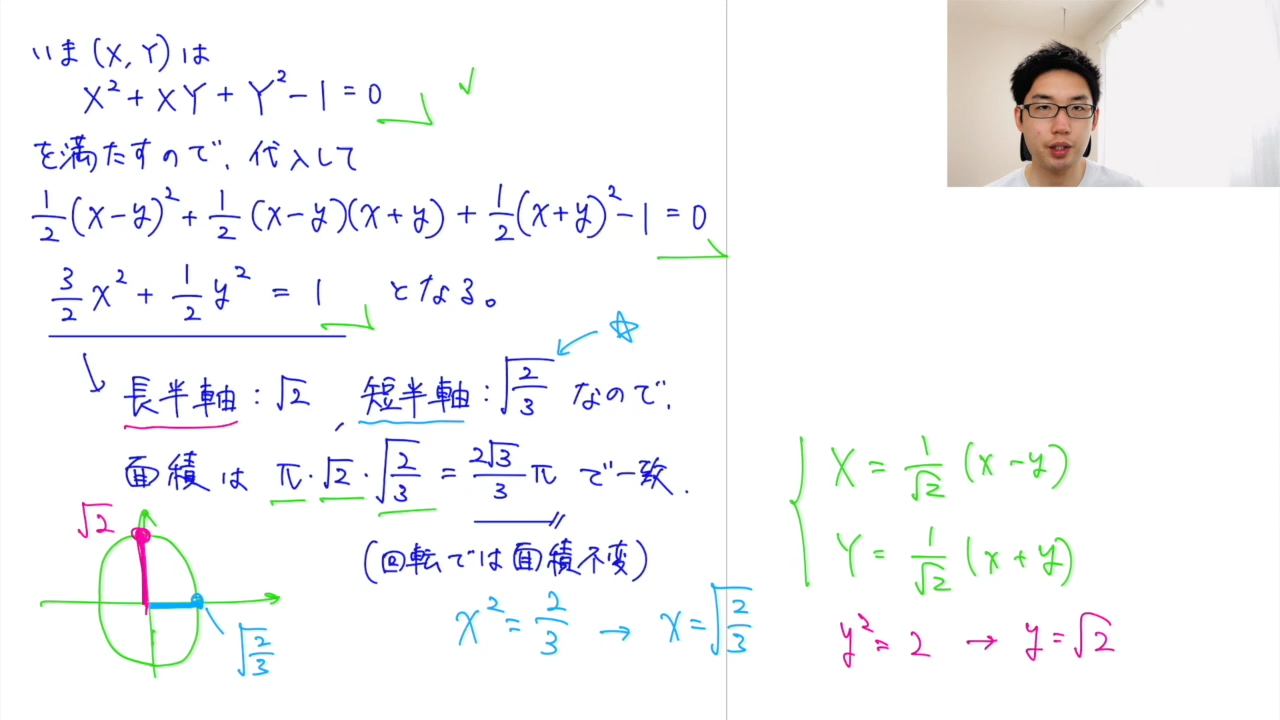 いま (X, Y) は
X² + XY + Y² − 1 = 0 ✓
を満たすので、代入して
1/2 (x−y)² + 1/2 (x−y)(x+y) + 1/2 (x+y)² − 1 = 0
3/2 x² + 1/2 y² = 1 となる。
☆
長半軸 : √2 , 短半軸 : √(2/3) なので、
面積は π・√2・√(2/3) = 2√3/3 π で一致.
(回転では面積不変)
√2
√(2/3)
x² = 2/3 → x = √(2/3)
X = 1/√2 (x−y)
Y = 1/√2 (x+y)
y² = 2 → y = √2